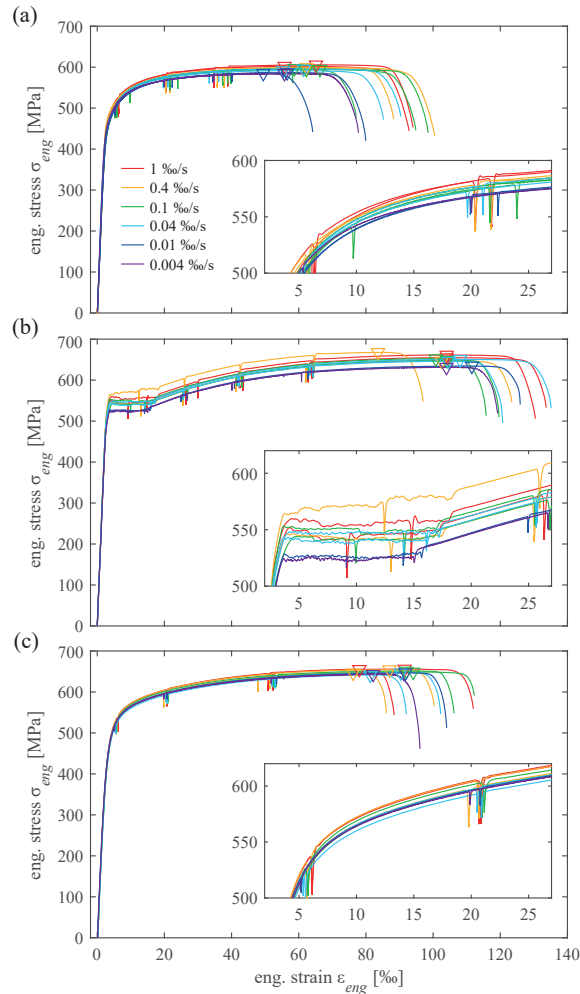 (a)
700
600
500
400
300
200
100
0
eng. stress σeng [MPa]
1 ‰/s
0.4 ‰/s
0.1 ‰/s
0.04 ‰/s
0.01 ‰/s
0.004 ‰/s
600
550
500
5 10 15 20 25
(b)
700
600
500
400
300
200
100
0
eng. stress σeng [MPa]
600
550
500
5 10 15 20 25
(c)
700
600
500
400
300
200
100
0
eng. stress σeng [MPa]
600
550
500
5 10 15 20 25
0 20 40 60 80 100 120 140
eng. strain εeng [‰]